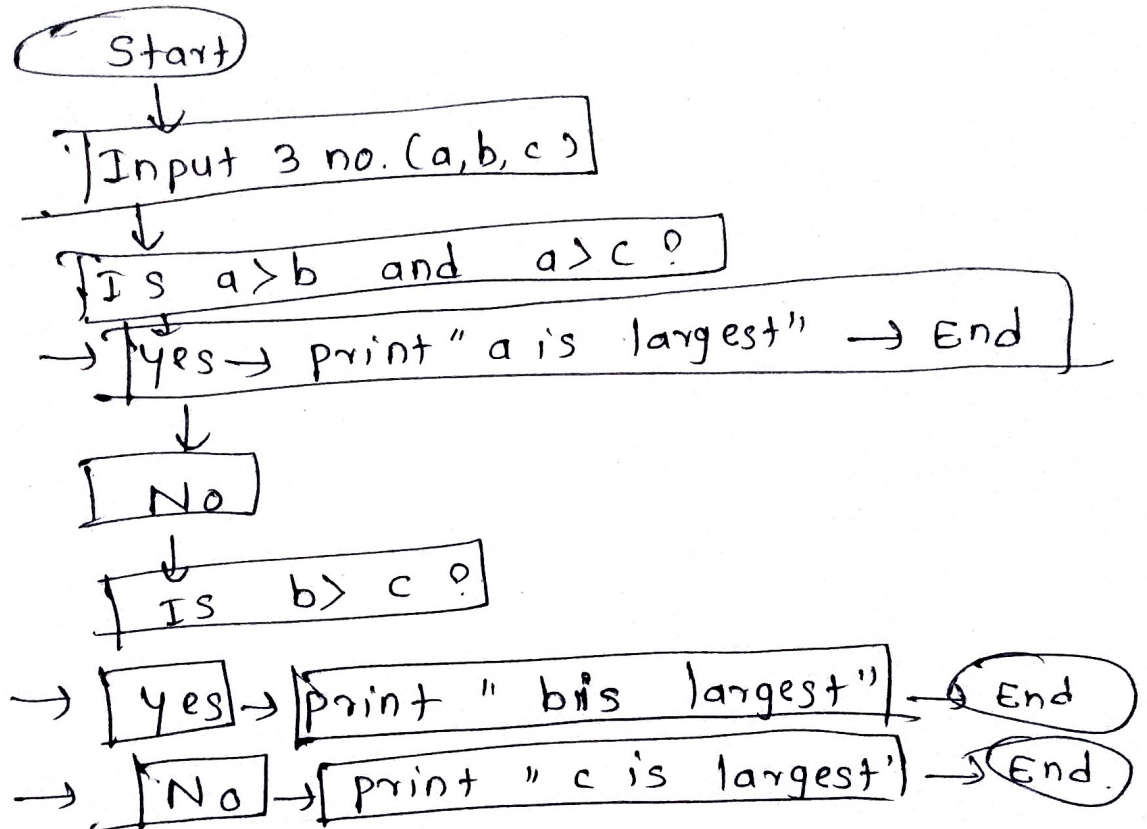 Start
Input 3 no. (a, b, c)
Is a > b and a > c ?
→ yes → print " a is largest" → End
No
Is b > c ?
→ yes → print " b is largest" → End
→ No → print " c is largest' → End.